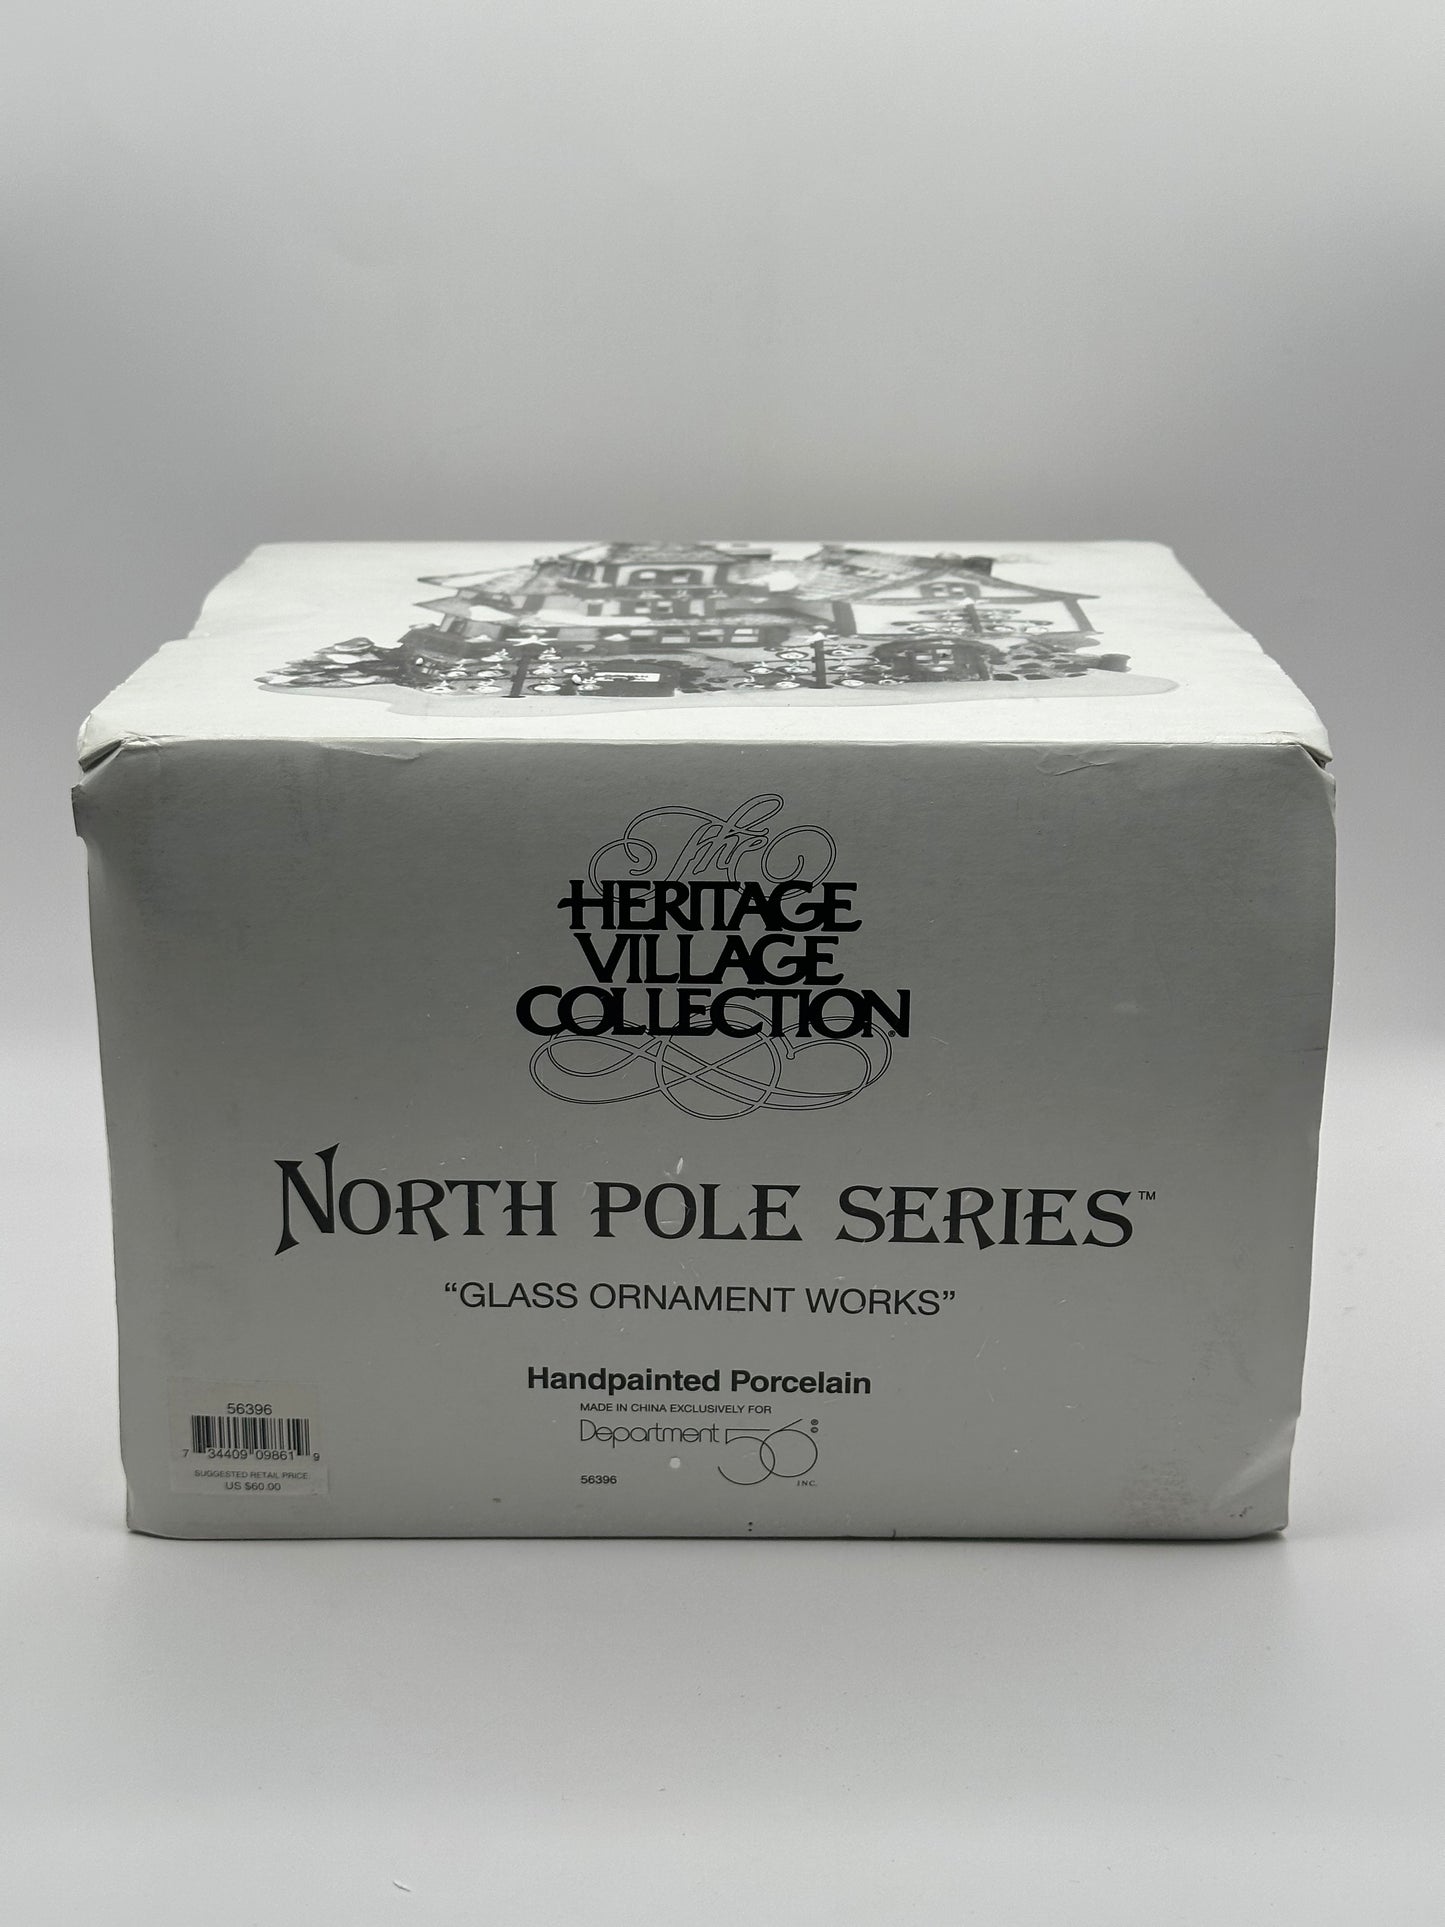 The
HERITAGE
VILLAGE
COLLECTION®
NORTH POLE SERIES™
“GLASS ORNAMENT WORKS”
Handpainted Porcelain
MADE IN CHINA EXCLUSIVELY FOR
Department 56®
INC.
56396
56396
7 34409 09861 9
SUGGESTED RETAIL PRICE
US $60.00